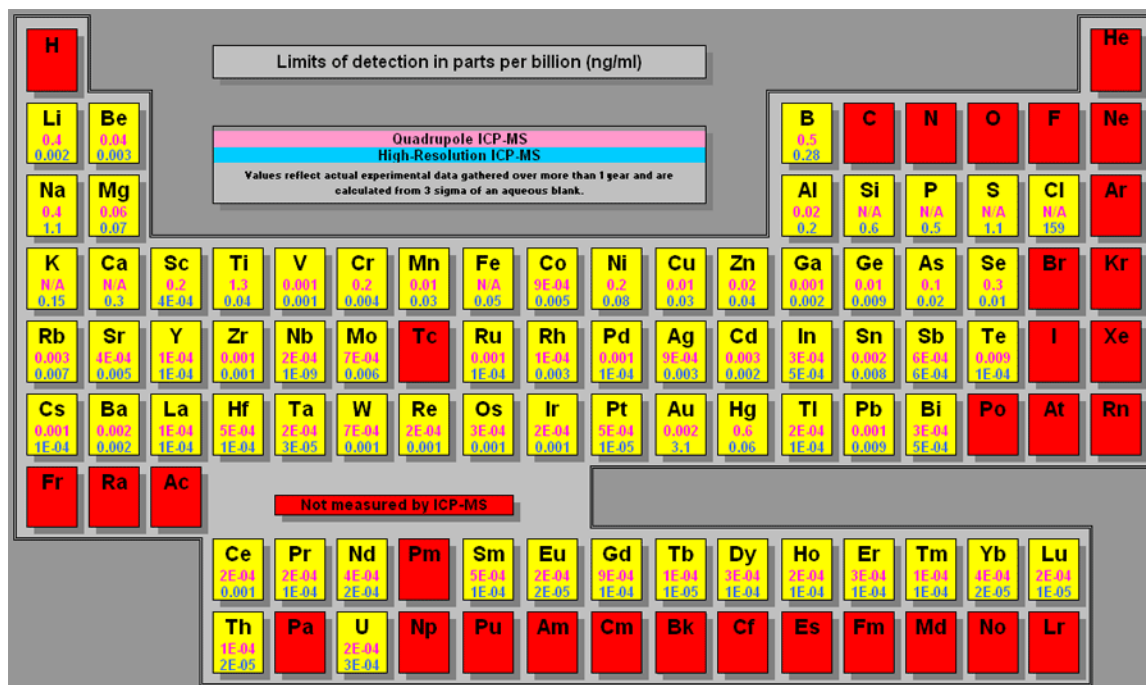 H
He
Limits of detection in parts per billion (ng/ml)
Li Be B C N O F Ne
0.4 0.04 0.5
0.002 0.003 0.28
Quadrupole ICP-MS
High-Resolution ICP-MS
Values reflect actual experimental data gathered over more than 1 year and are
calculated from 3 sigma of an aqueous blank.
Na Mg Al Si P S Cl Ar
0.4 0.06 0.02 N/A N/A N/A N/A
1.1 0.07 0.2 0.6 0.5 1.1 159
K Ca Sc Ti V Cr Mn Fe Co Ni Cu Zn Ga Ge As Se Br Kr
N/A N/A 0.2 1.3 0.001 0.2 0.01 N/A 9E-04 0.2 0.01 0.02 0.001 0.01 0.1 0.3
0.15 0.3 4E-04 0.04 0.001 0.004 0.03 0.05 0.005 0.08 0.03 0.04 0.002 0.009 0.02 0.01
Rb Sr Y Zr Nb Mo Tc Ru Rh Pd Ag Cd In Sn Sb Te I Xe
0.003 4E-04 1E-04 0.001 2E-04 7E-04 0.001 1E-04 0.001 9E-04 0.003 3E-04 0.002 6E-04 0.009
0.007 0.005 1E-04 0.001 1E-09 0.006 1E-04 0.003 1E-04 0.003 0.002 5E-04 0.008 6E-04 1E-04
Cs Ba La Hf Ta W Re Os Ir Pt Au Hg Tl Pb Bi Po At Rn
0.001 0.002 1E-04 5E-04 2E-04 7E-04 2E-04 3E-04 2E-04 5E-04 0.002 0.6 2E-04 0.001 3E-04
1E-04 0.002 1E-04 1E-04 3E-05 0.001 0.001 0.001 0.001 1E-05 3.1 0.06 1E-04 0.009 5E-04
Fr Ra Ac
Not measured by ICP-MS
Ce Pr Nd Pm Sm Eu Gd Tb Dy Ho Er Tm Yb Lu
2E-04 2E-04 4E-04 5E-04 2E-04 9E-04 1E-04 3E-04 2E-04 3E-04 1E-04 4E-04 2E-04
0.001 1E-04 2E-04 1E-04 2E-05 1E-04 1E-05 1E-04 1E-04 1E-04 1E-04 2E-05 1E-05
Th Pa U Np Pu Am Cm Bk Cf Es Fm Md No Lr
1E-04 2E-04
2E-05 3E-04